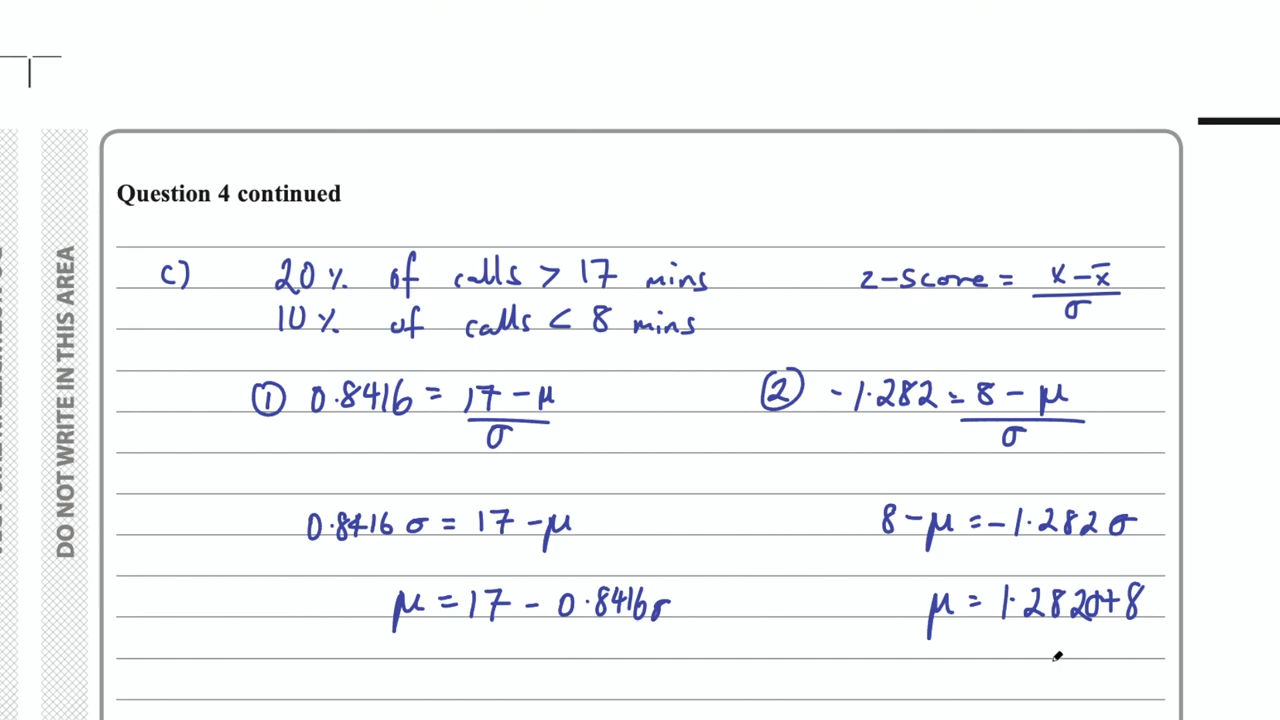 DO NOT WRITE IN THIS AREA
Question 4 continued
c) 20% of calls > 17 mins
z-score = x-x̄/σ
10% of calls < 8 mins
① 0.8416 = 17-μ/σ
② -1.282 = 8-μ/σ
0.8416σ = 17-μ
8-μ = -1.282σ
μ = 17-0.8416σ
μ = 1.282σ+8